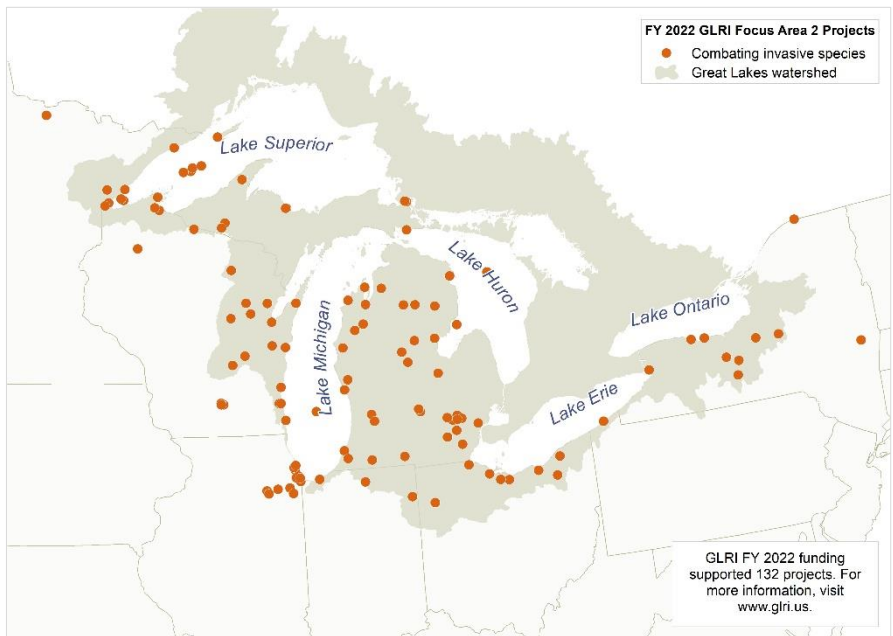 FY 2022 GLRI Focus Area 2 Projects
Combating invasive species
Great Lakes watershed
Lake Superior
Lake Huron
Lake Michigan
Lake Ontario
Lake Erie
GLRI FY 2022 funding
supported 132 projects. For
more information, visit
www.glri.us.